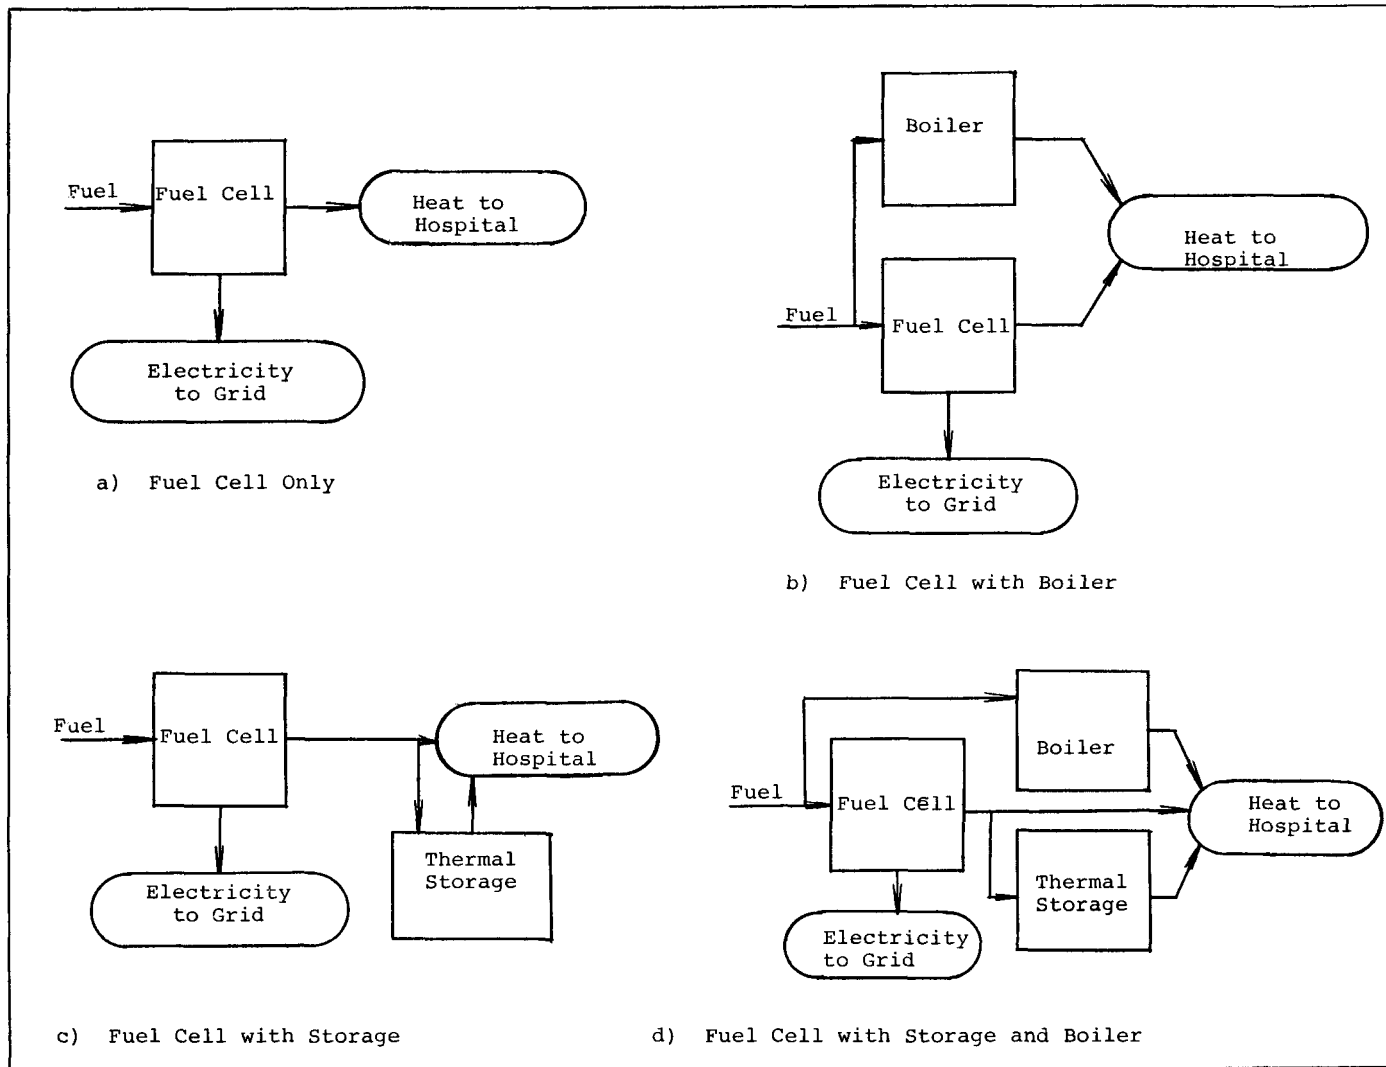 Fuel
Fuel Cell
Heat to
Hospital
Electricity
to Grid
a) Fuel Cell Only
Boiler
Fuel
Fuel Cell
Heat to
Hospital
Electricity
to Grid
b) Fuel Cell with Boiler
Fuel
Fuel Cell
Heat to
Hospital
Thermal
Storage
Electricity
to Grid
c) Fuel Cell with Storage
Boiler
Fuel
Fuel Cell
Heat to
Hospital
Thermal
Storage
Electricity
to Grid
d) Fuel Cell with Storage and Boiler